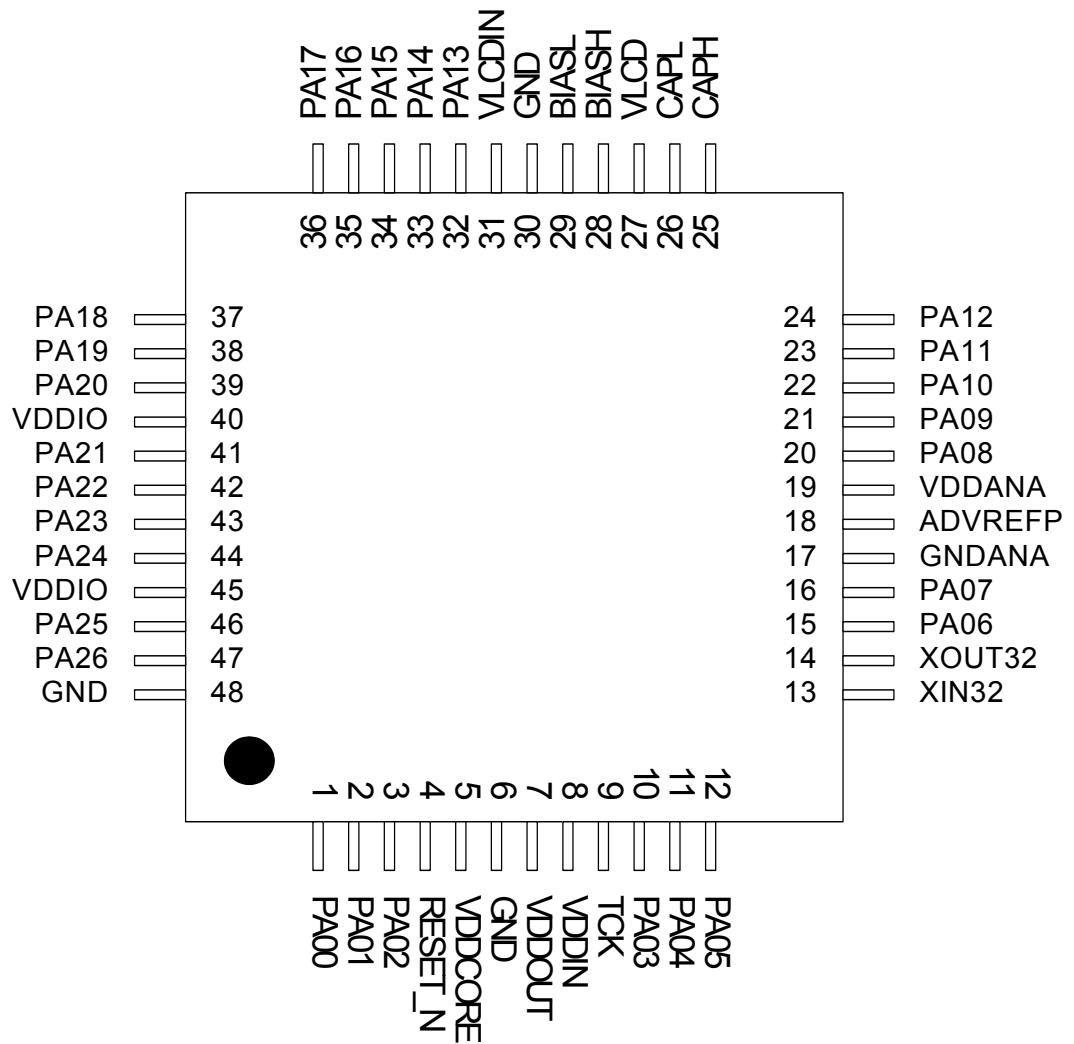 PA17
PA16
PA15
PA14
PA13
VLCDIN
GND
BIASL
BIASH
VLCD
CAPL
CAPH
36
35
34
33
32
31
30
29
28
27
26
25
PA18 37
PA19 38
PA20 39
VDDIO 40
PA21 41
PA22 42
PA23 43
PA24 44
VDDIO 45
PA25 46
PA26 47
GND 48
24 PA12
23 PA11
22 PA10
21 PA09
20 PA08
19 VDDANA
18 ADVREFP
17 GNDANA
16 PA07
15 PA06
14 XOUT32
13 XIN32
1
2
3
4
5
6
7
8
9
10
11
12
PA00
PA01
PA02
RESET_N
VDDCORE
GND
VDDOUT
VDDIN
TCK
PA03
PA04
PA05